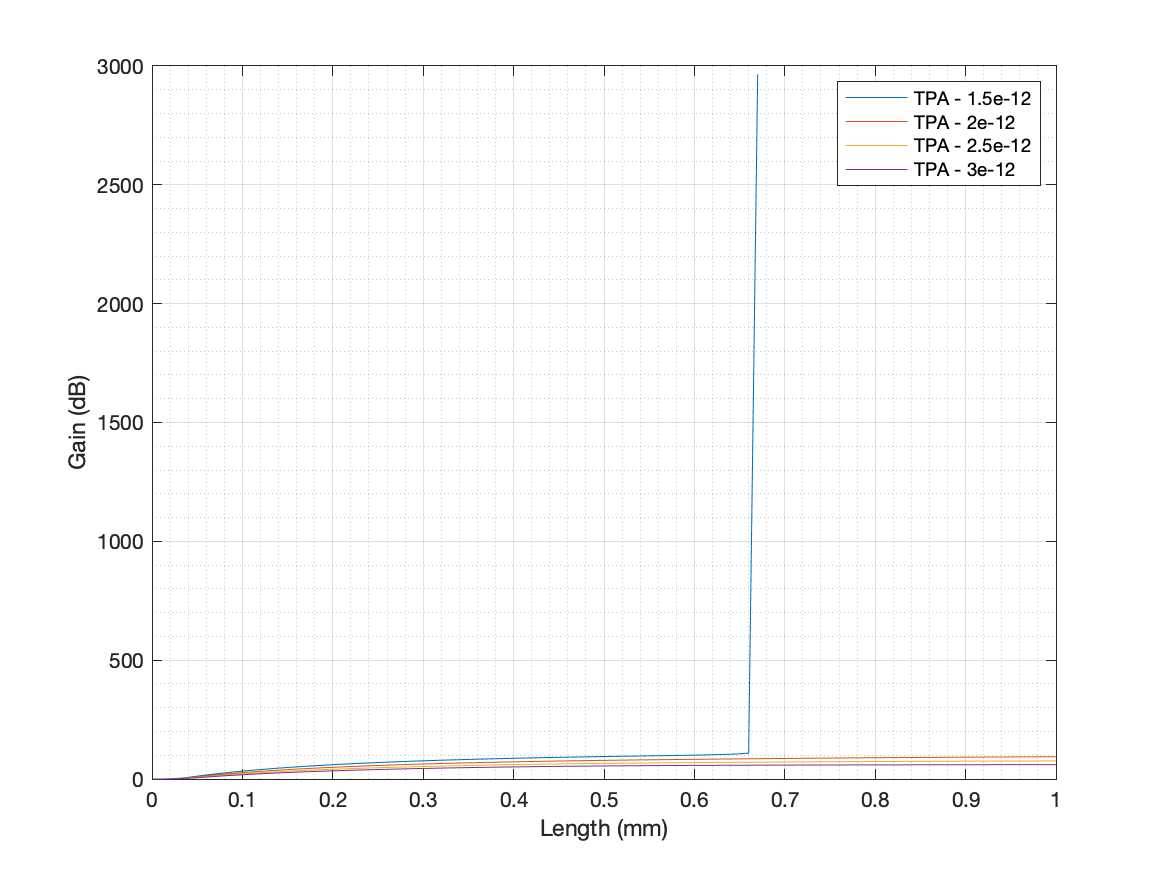 3000
2500
2000
1500
1000
500
0
Gain (dB)
TPA - 1.5e-12
TPA - 2e-12
TPA - 2.5e-12
TPA - 3e-12
0 0.1 0.2 0.3 0.4 0.5 0.6 0.7 0.8 0.9 1
Length (mm)